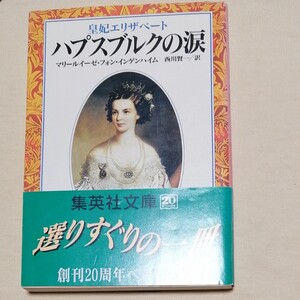 皇妃エリザベート
ハプスブルクの涙
マリールイーゼ・フォン・インゲンハイム 西川賢一/訳
集英社文庫 20
選りすぐりの一冊
創刊20周年